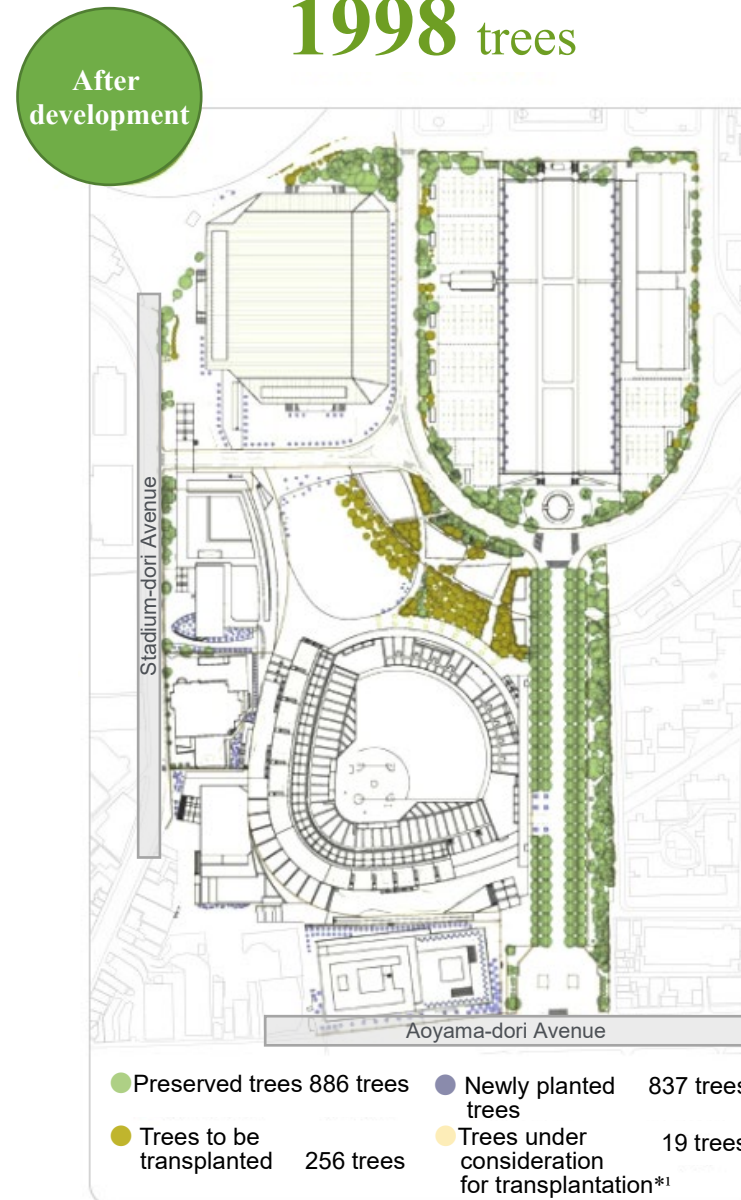 1998 trees
After
development
Stadium-dori Avenue
Aoyama-dori Avenue
Preserved trees 886 trees
Newly planted 837 trees
trees
Trees to be
transplanted 256 trees
Trees under
consideration 19 trees
for transplantation*1